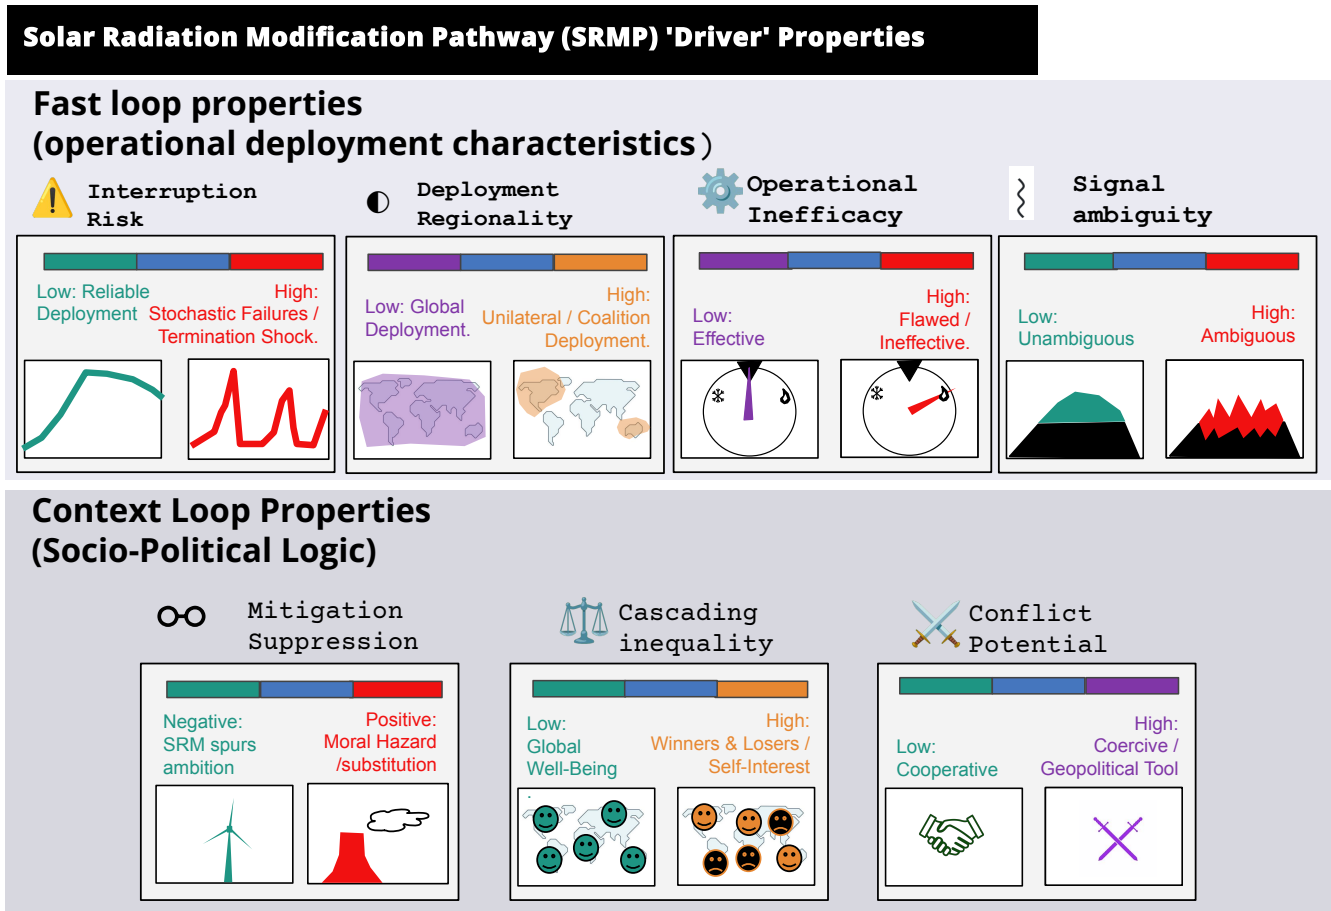 Solar Radiation Modification Pathway (SRMP) 'Driver' Properties
Fast loop properties
(operational deployment characteristics)
Interruption
Risk
Low: Reliable
Deployment
High:
Stochastic Failures /
Termination Shock.
Deployment
Regionality
Low: Global
Deployment.
High:
Unilateral / Coalition
Deployment.
Operational
Inefficacy
Low:
Effective
High:
Flawed /
Ineffective.
Signal
ambiguity
Low:
Unambiguous
High:
Ambiguous
Context Loop Properties
(Socio-Political Logic)
Mitigation
Suppression
Negative:
SRM spurs
ambition
Positive:
Moral Hazard
/substitution
Cascading
inequality
Low:
Global
Well-Being
High:
Winners & Losers /
Self-Interest
Conflict
Potential
Low:
Cooperative
High:
Coercive /
Geopolitical Tool